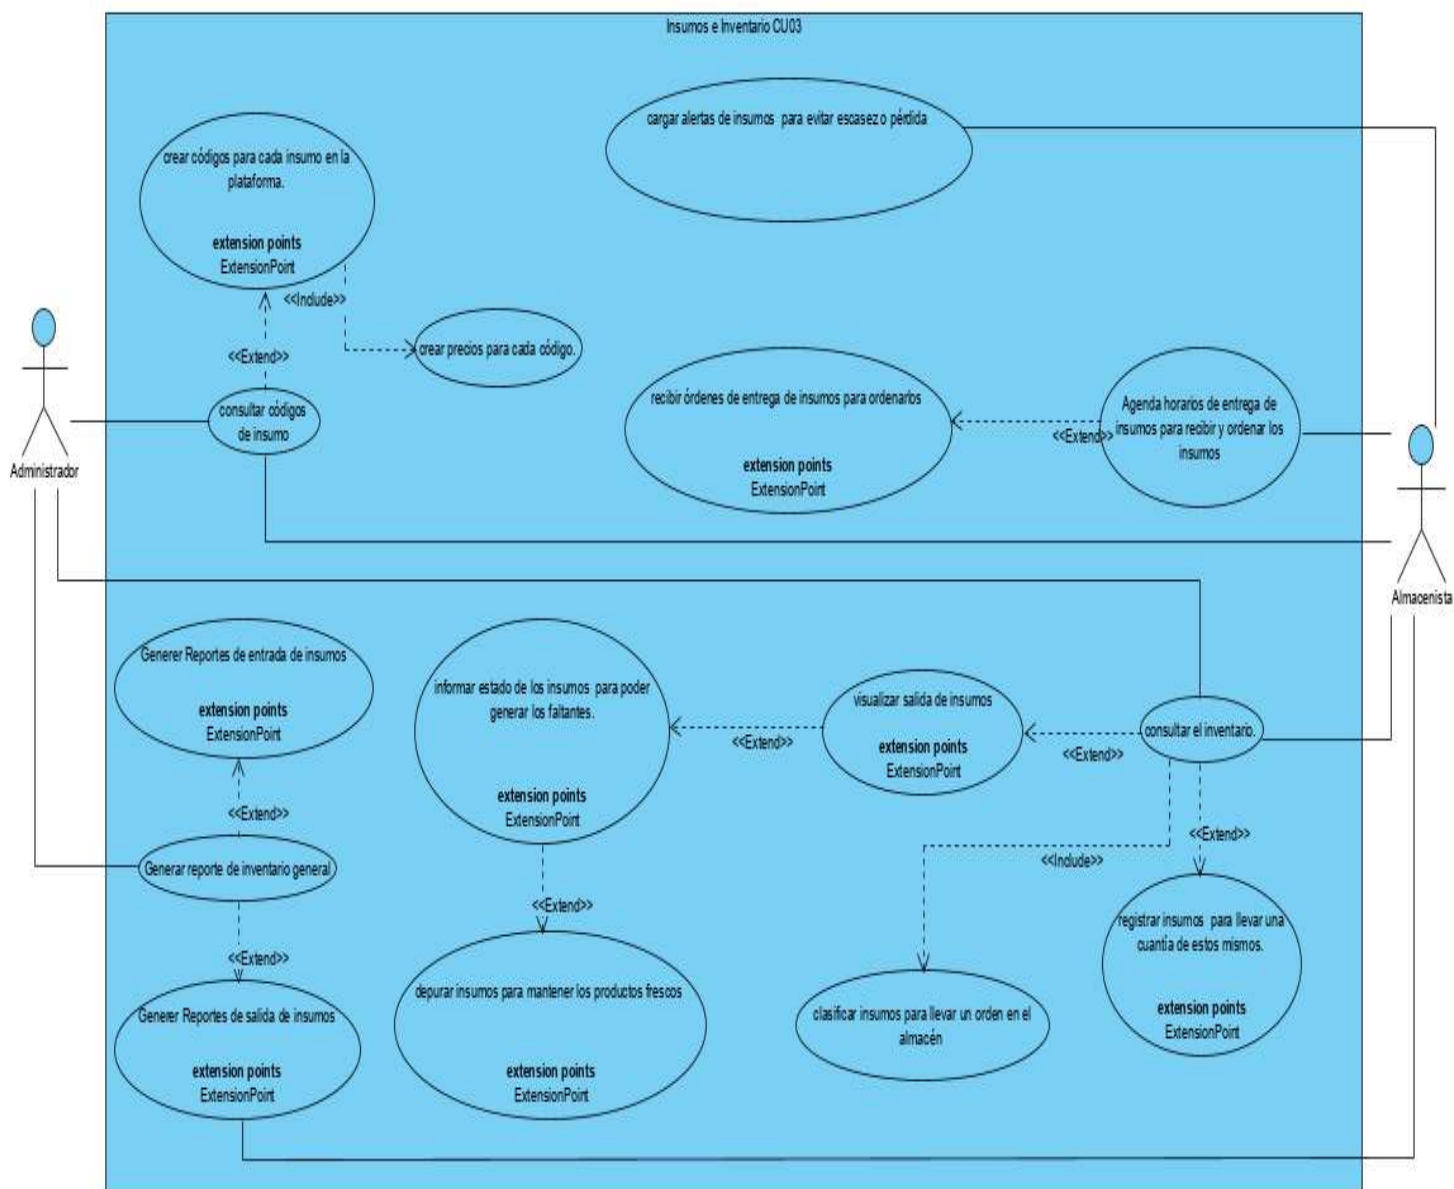 Insumos e Inventario CU03
cargar alertas de insumos para evitar escasez o pérdida
crear códigos para cada insumo en la
plataforma.
extension points
ExtensionPoint
<<Include>>
<<Extend>>
crear precios para cada código.
consultar códigos
de insumo
Administrador
recibir órdenes de entrega de insumos para ordenarlos
extension points
ExtensionPoint
<<Extend>>
Agenda horarios de entrega de
insumos para recibir y ordenar los
insumos
Almacenista
Generer Reportes de entrada de insumos
extension points
ExtensionPoint
<<Extend>>
Generar reporte de inventario general
<<Extend>>
Generer Reportes de salida de insumos
extension points
ExtensionPoint
informar estado de los insumos para poder
generar los faltantes.
extension points
ExtensionPoint
<<Extend>>
depurar insumos para mantener los productos frescos
extension points
ExtensionPoint
<<Extend>>
visualizar salida de insumos
extension points
ExtensionPoint
<<Extend>>
consultar el inventario.
<<Include>>
<<Extend>>
clasificar insumos para llevar un orden en el
almacén
registrar insumos para llevar una
cuantía de estos mismos.
extension points
ExtensionPoint